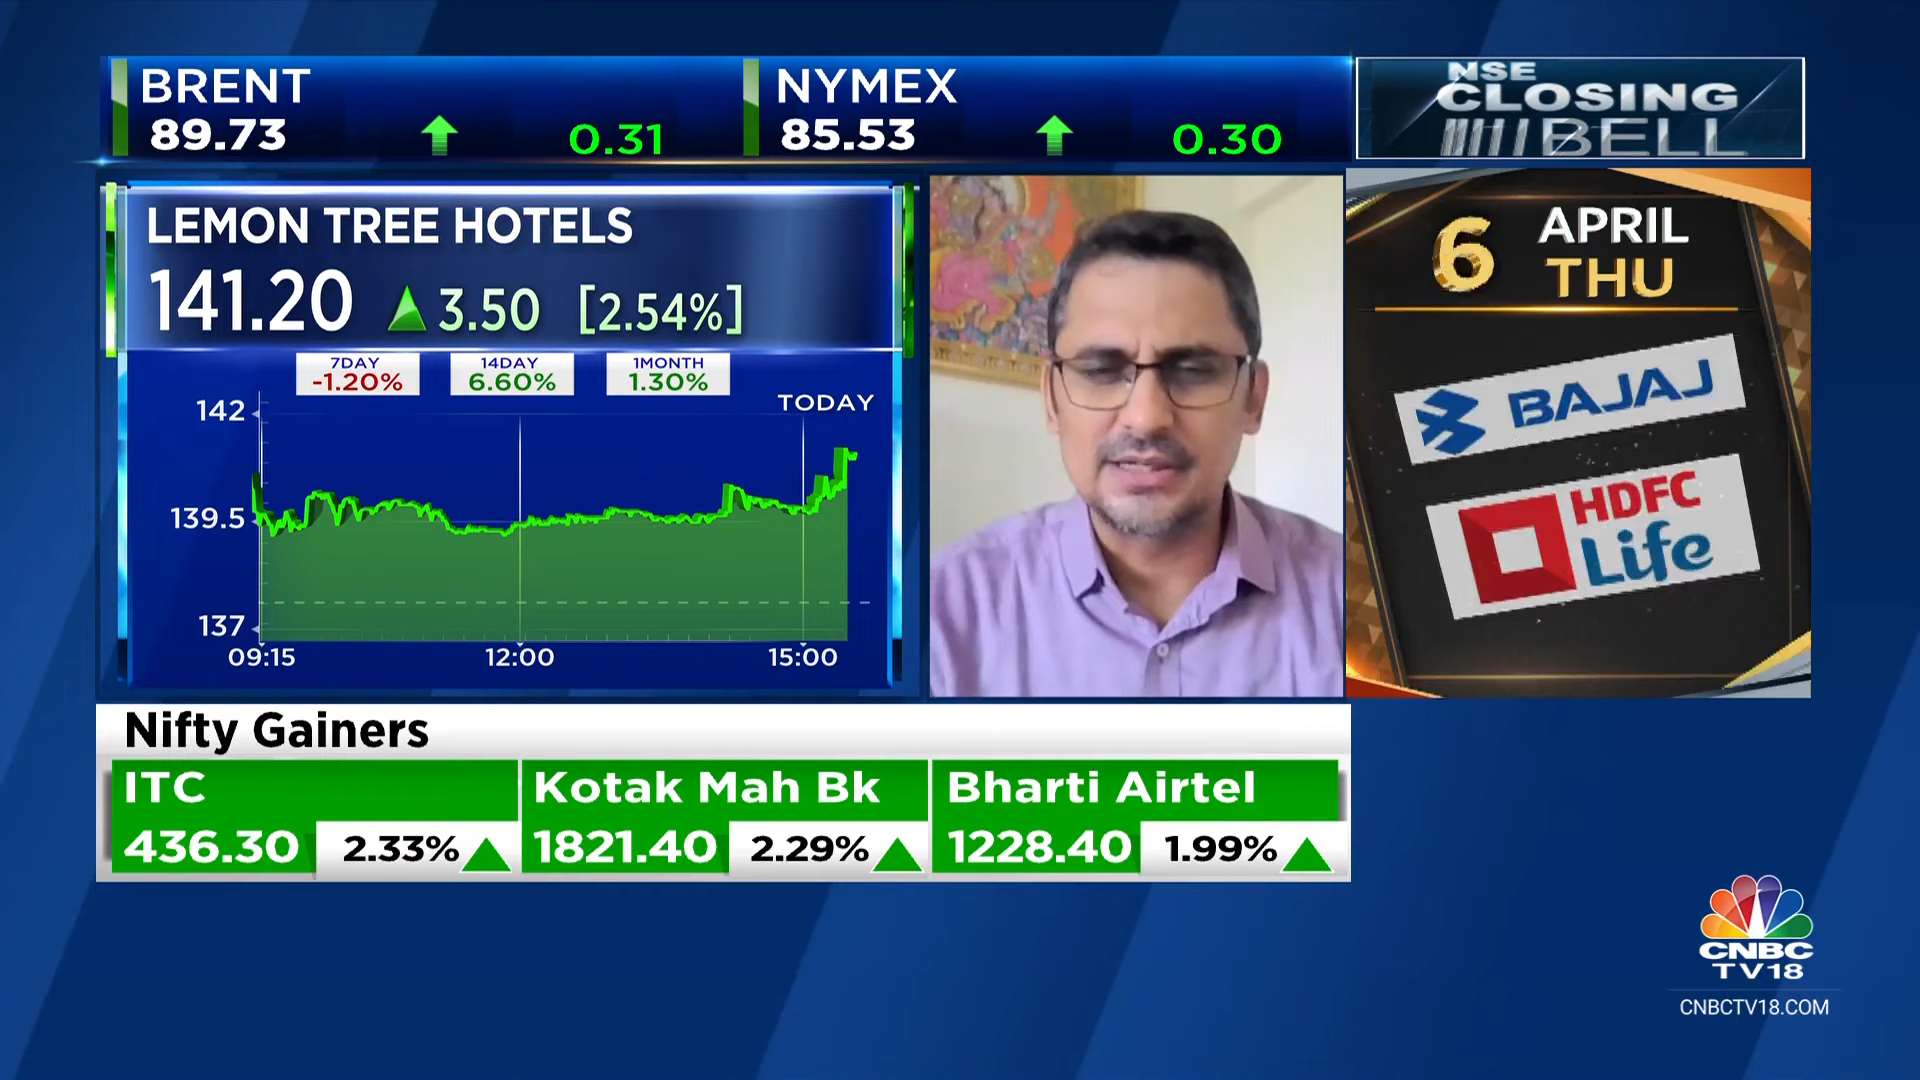 BRENT
89.73
0.31
NYMEX
85.53
0.30
NSE
CLOSING
BELL
LEMON TREE HOTELS
141.20 3.50 [2.54%]
7DAY
-1.20%
14DAY
6.60%
1MONTH
1.30%
TODAY
142
139.5
137
09:15
12:00
15:00
6
APRIL
THU
BAJAJ
HDFC
Life
Nifty Gainers
ITC
436.30
2.33%
Kotak Mah Bk
1821.40
2.29%
Bharti Airtel
1228.40
1.99%
CNBC
TV18
CNBCTV18.COM